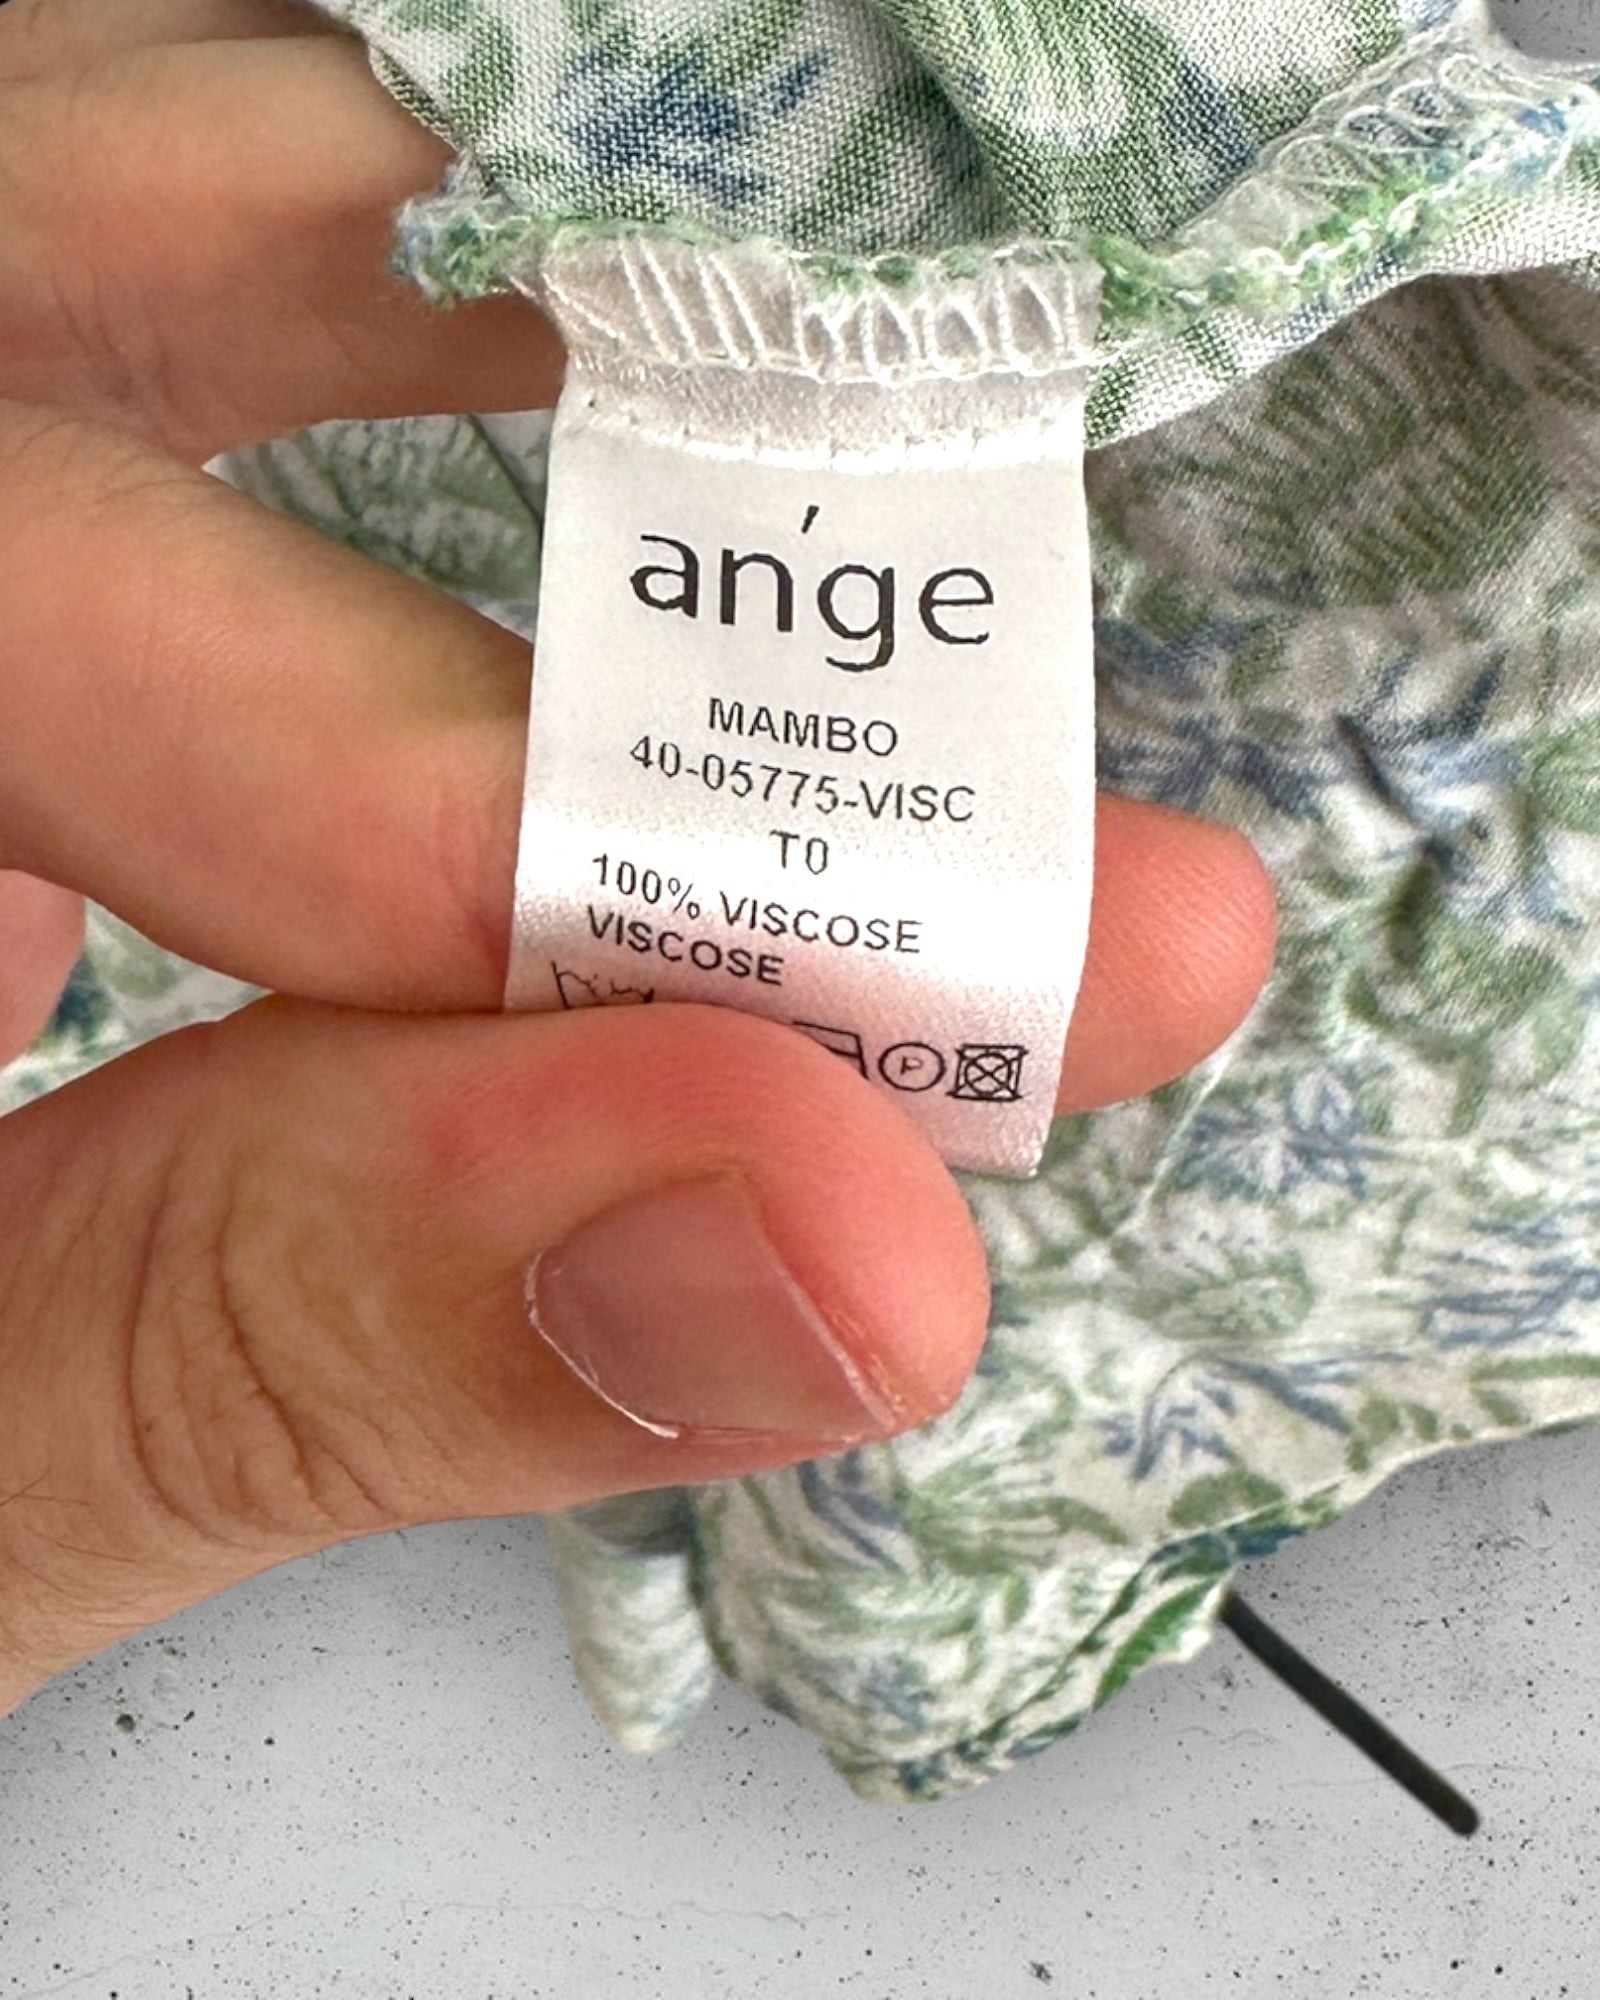 an'ge
MAMBO
40-05775-VISC
T0
100% VISCOSE
VISCOSE
P